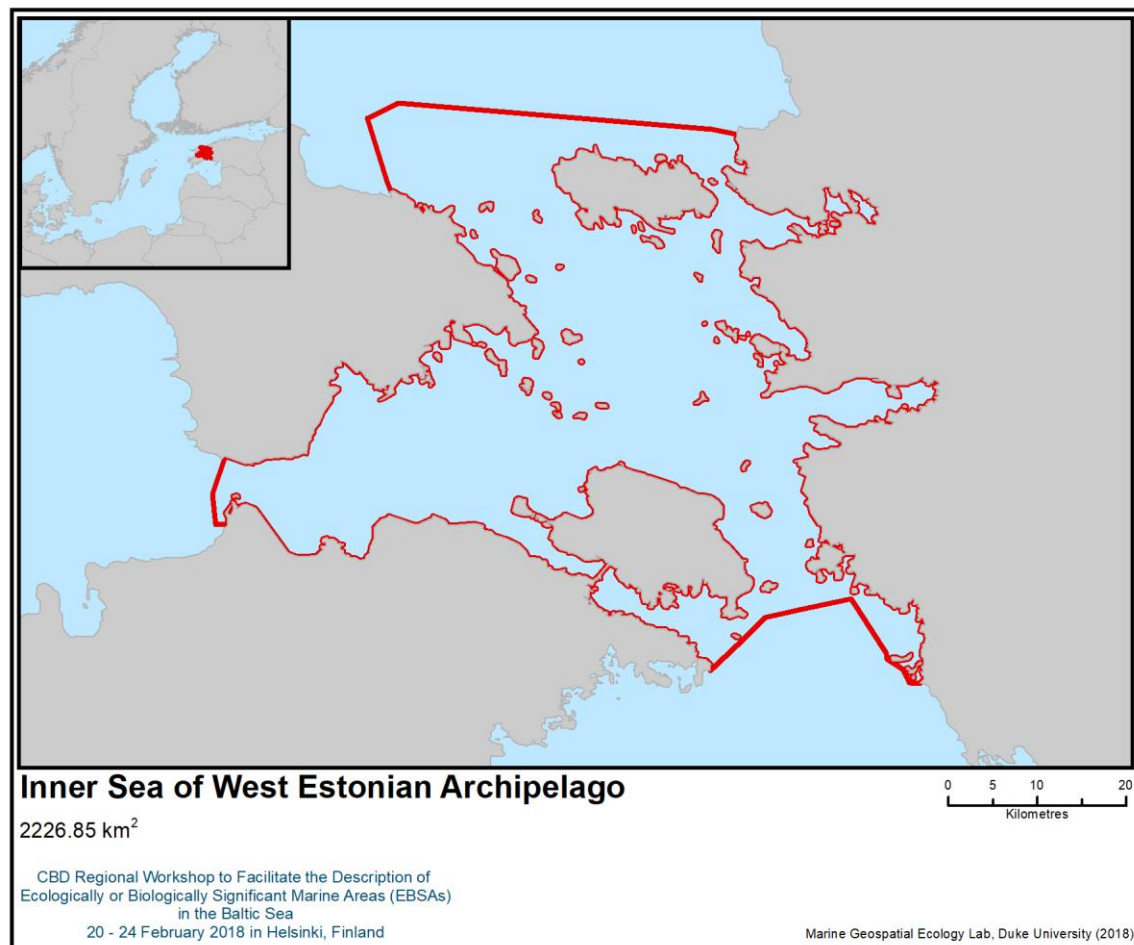 Inner Sea of West Estonian Archipelago
2226.85 km²
0 5 10 20
Kilometres
CBD Regional Workshop to Facilitate the Description of
Ecologically or Biologically Significant Marine Areas (EBSAs)
in the Baltic Sea
20 - 24 February 2018 in Helsinki, Finland
Marine Geospatial Ecology Lab, Duke University (2018)